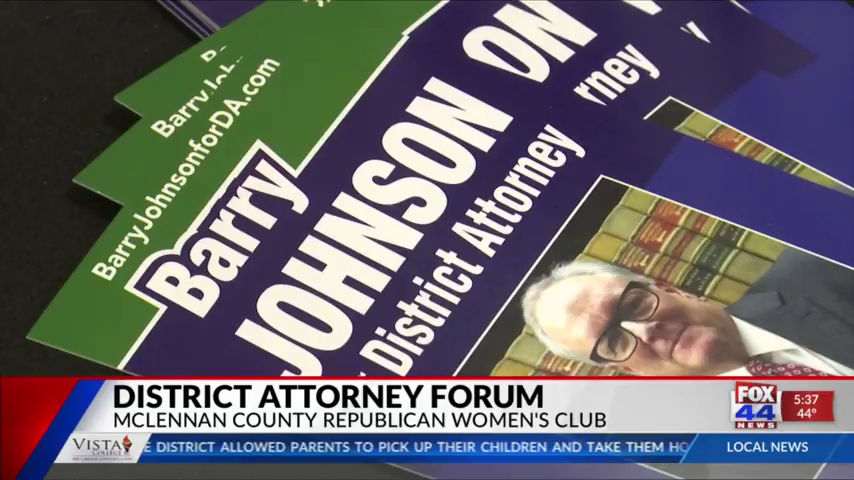 BarryJohnsonforDA.com
Barry
JOHNSON
District Attorney
DISTRICT ATTORNEY FORUM
MCLENNAN COUNTY REPUBLICAN WOMEN'S CLUB
FOX
44
NEWS
5:37
44°
VISTA
College
DISTRICT ALLOWED PARENTS TO PICK UP THEIR CHILDREN AND TAKE THEM
LOCAL NEWS